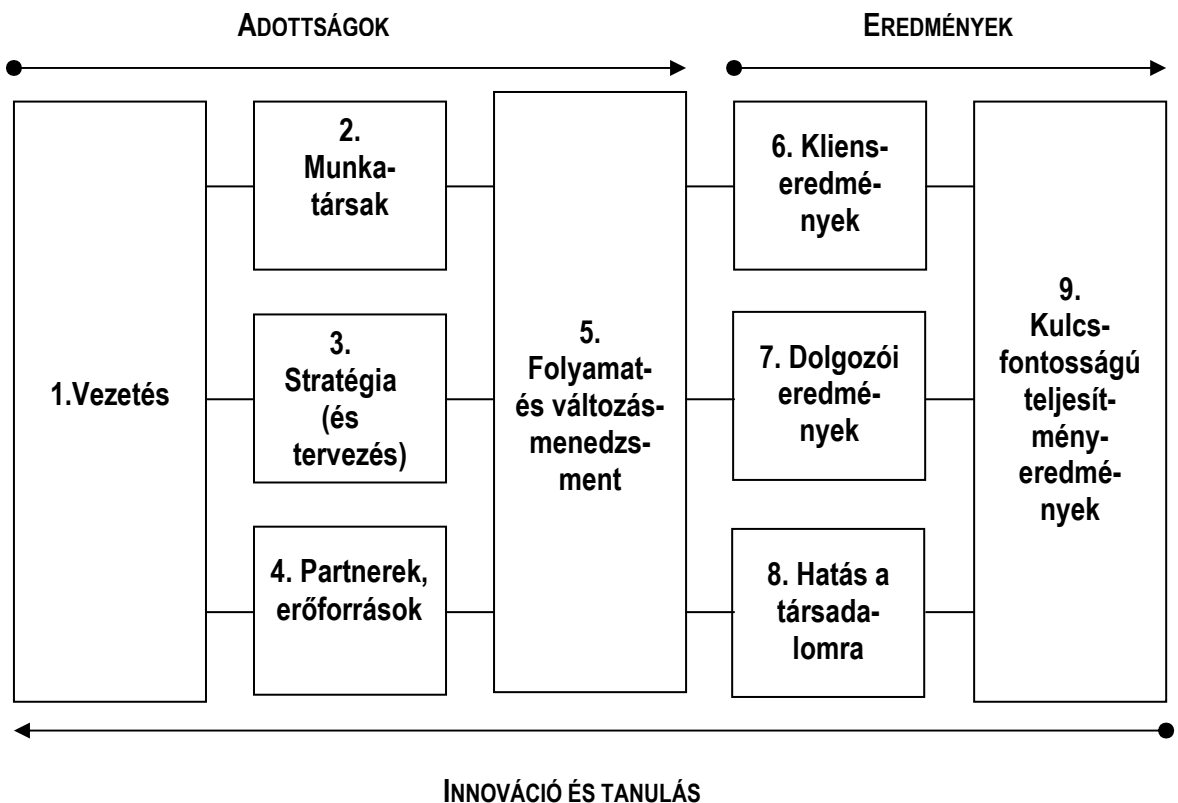 ADOTTSÁGOK
EREDMÉNYEK
1.Vezetés
2.
Munka-
társak
3.
Stratégia
(és
tervezés)
4. Partnerek,
erőforrások
5.
Folyamat-
és változás-
menedzs-
ment
6. Kliens-
eredmé-
nyek
7. Dolgozói
eredmé-
nyek
8. Hatás a
társada-
lomra
9.
Kulcs-
fontosságú
teljesít-
mény-
eredmé-
nyek
INNOVÁCIÓ ÉS TANULÁS